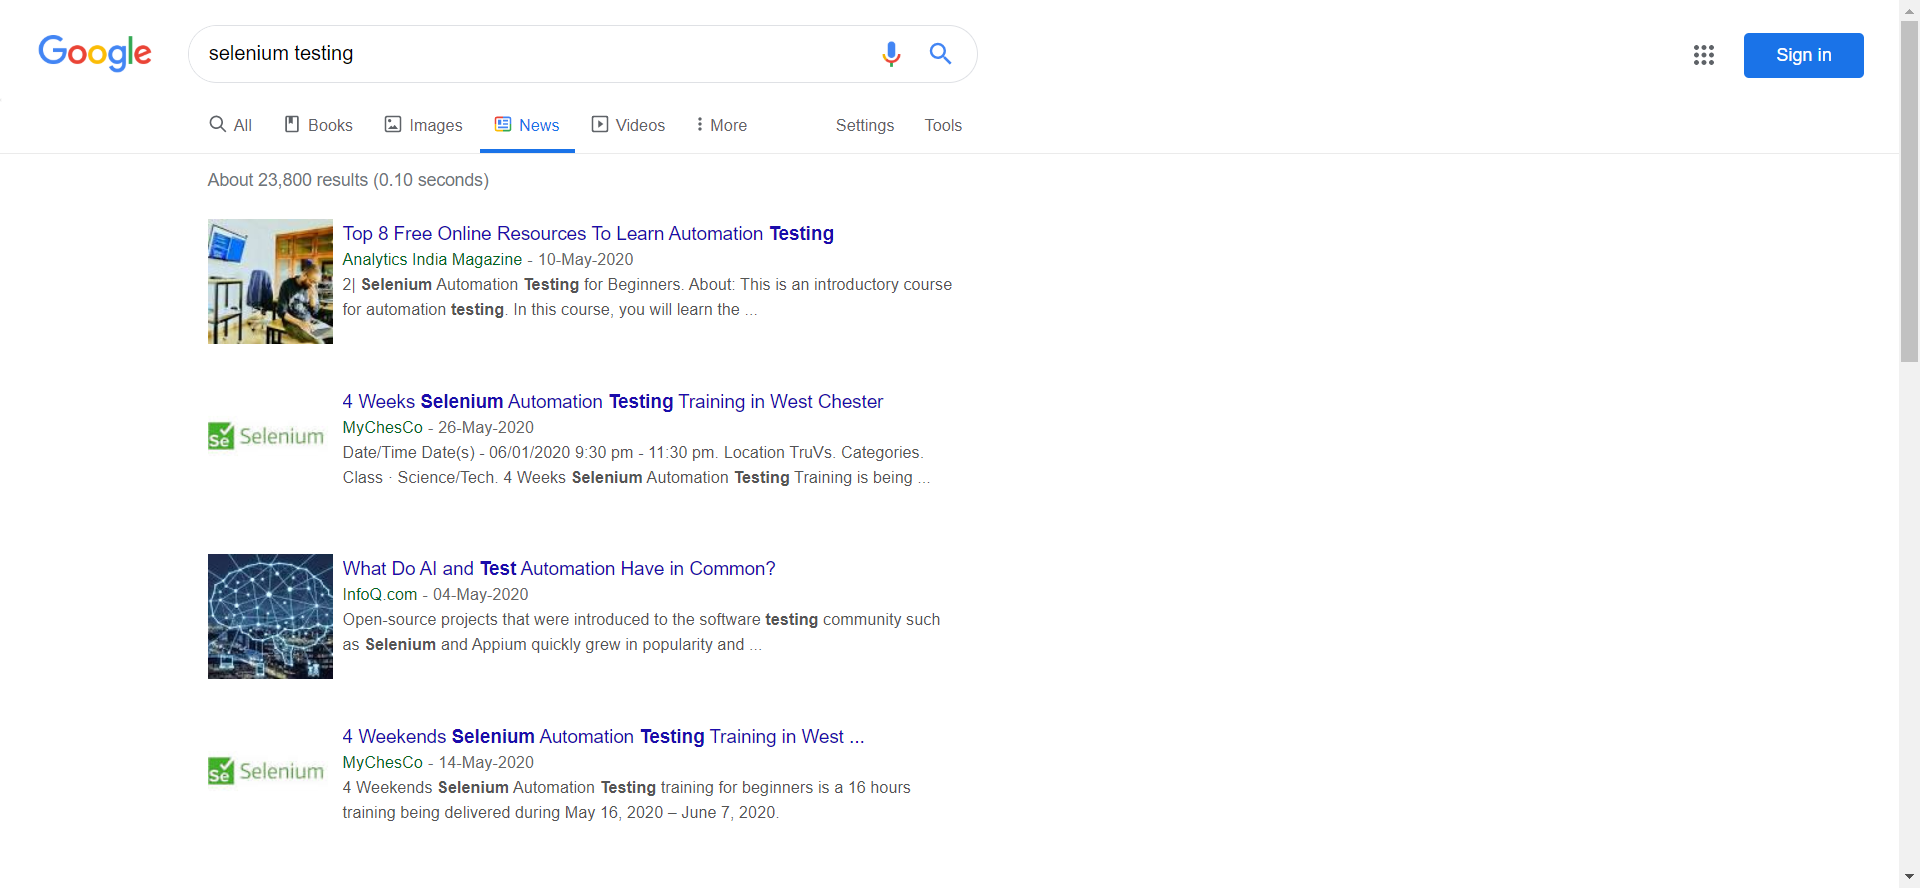 Google
selenium testing
Sign in
All Books Images News Videos More Settings Tools
About 23,800 results (0.10 seconds)
Top 8 Free Online Resources To Learn Automation Testing
Analytics India Magazine - 10-May-2020
2| Selenium Automation Testing for Beginners. About: This is an introductory course
for automation testing. In this course, you will learn the ...
Se Selenium
4 Weeks Selenium Automation Testing Training in West Chester
MyChesCo - 26-May-2020
Date/Time Date(s) - 06/01/2020 9:30 pm - 11:30 pm. Location TruVs. Categories.
Class · Science/Tech. 4 Weeks Selenium Automation Testing Training is being ...
What Do AI and Test Automation Have in Common?
InfoQ.com - 04-May-2020
Open-source projects that were introduced to the software testing community such
as Selenium and Appium quickly grew in popularity and ...
Se Selenium
4 Weekends Selenium Automation Testing Training in West ...
MyChesCo - 14-May-2020
4 Weekends Selenium Automation Testing training for beginners is a 16 hours
training being delivered during May 16, 2020 – June 7, 2020.